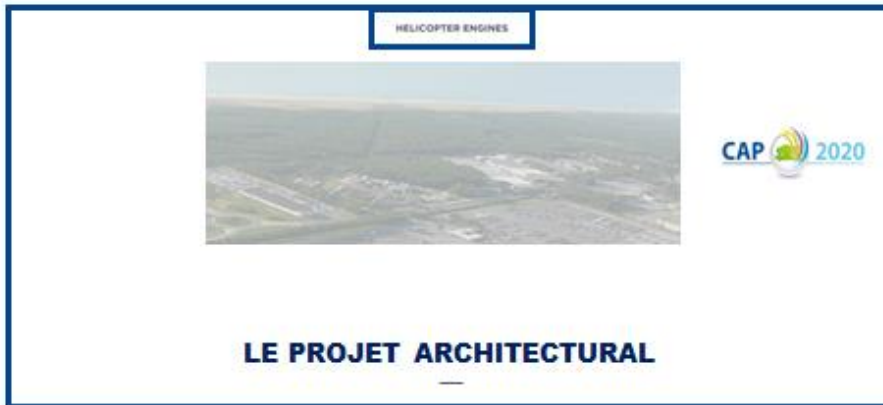 HELICOPTER ENGINES
CAP 2020
LE PROJET ARCHITECTURAL